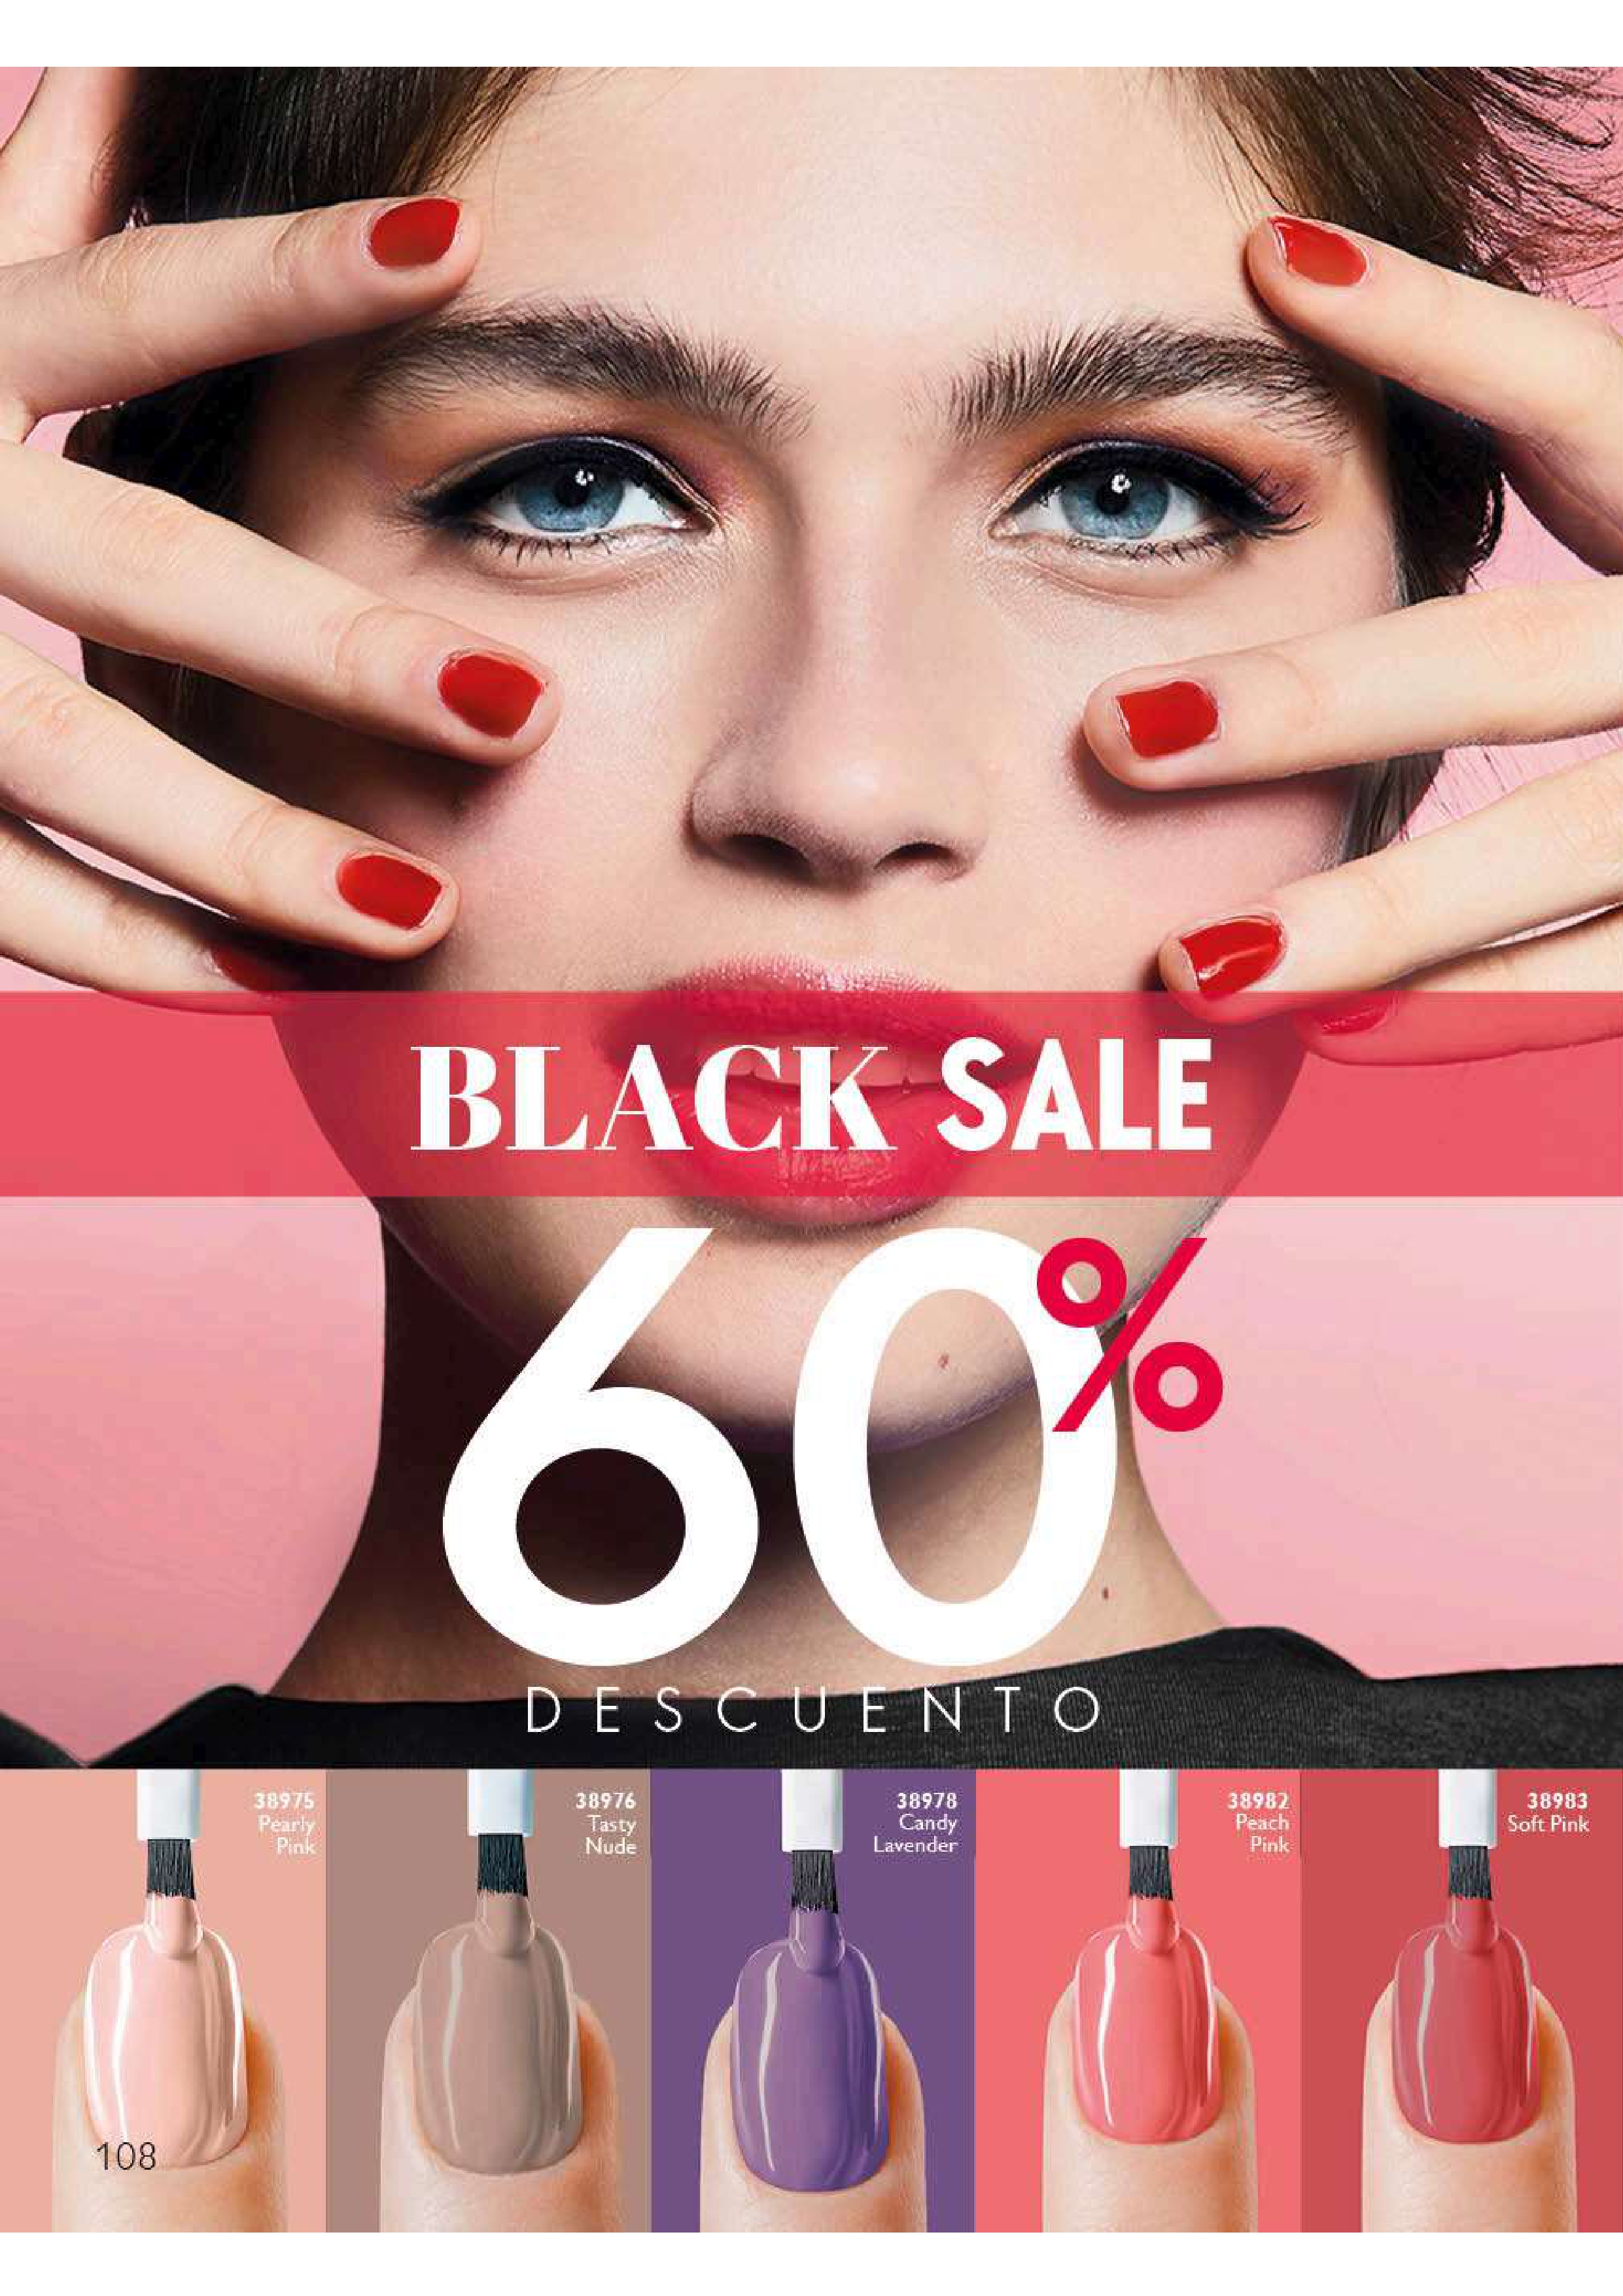 BLACK SALE
60%
DESCUENTO
38975
Pearly
Pink
38976
Tasty
Nude
38978
Candy
Lavender
38982
Peach
Pink
38983
Soft Pink
108